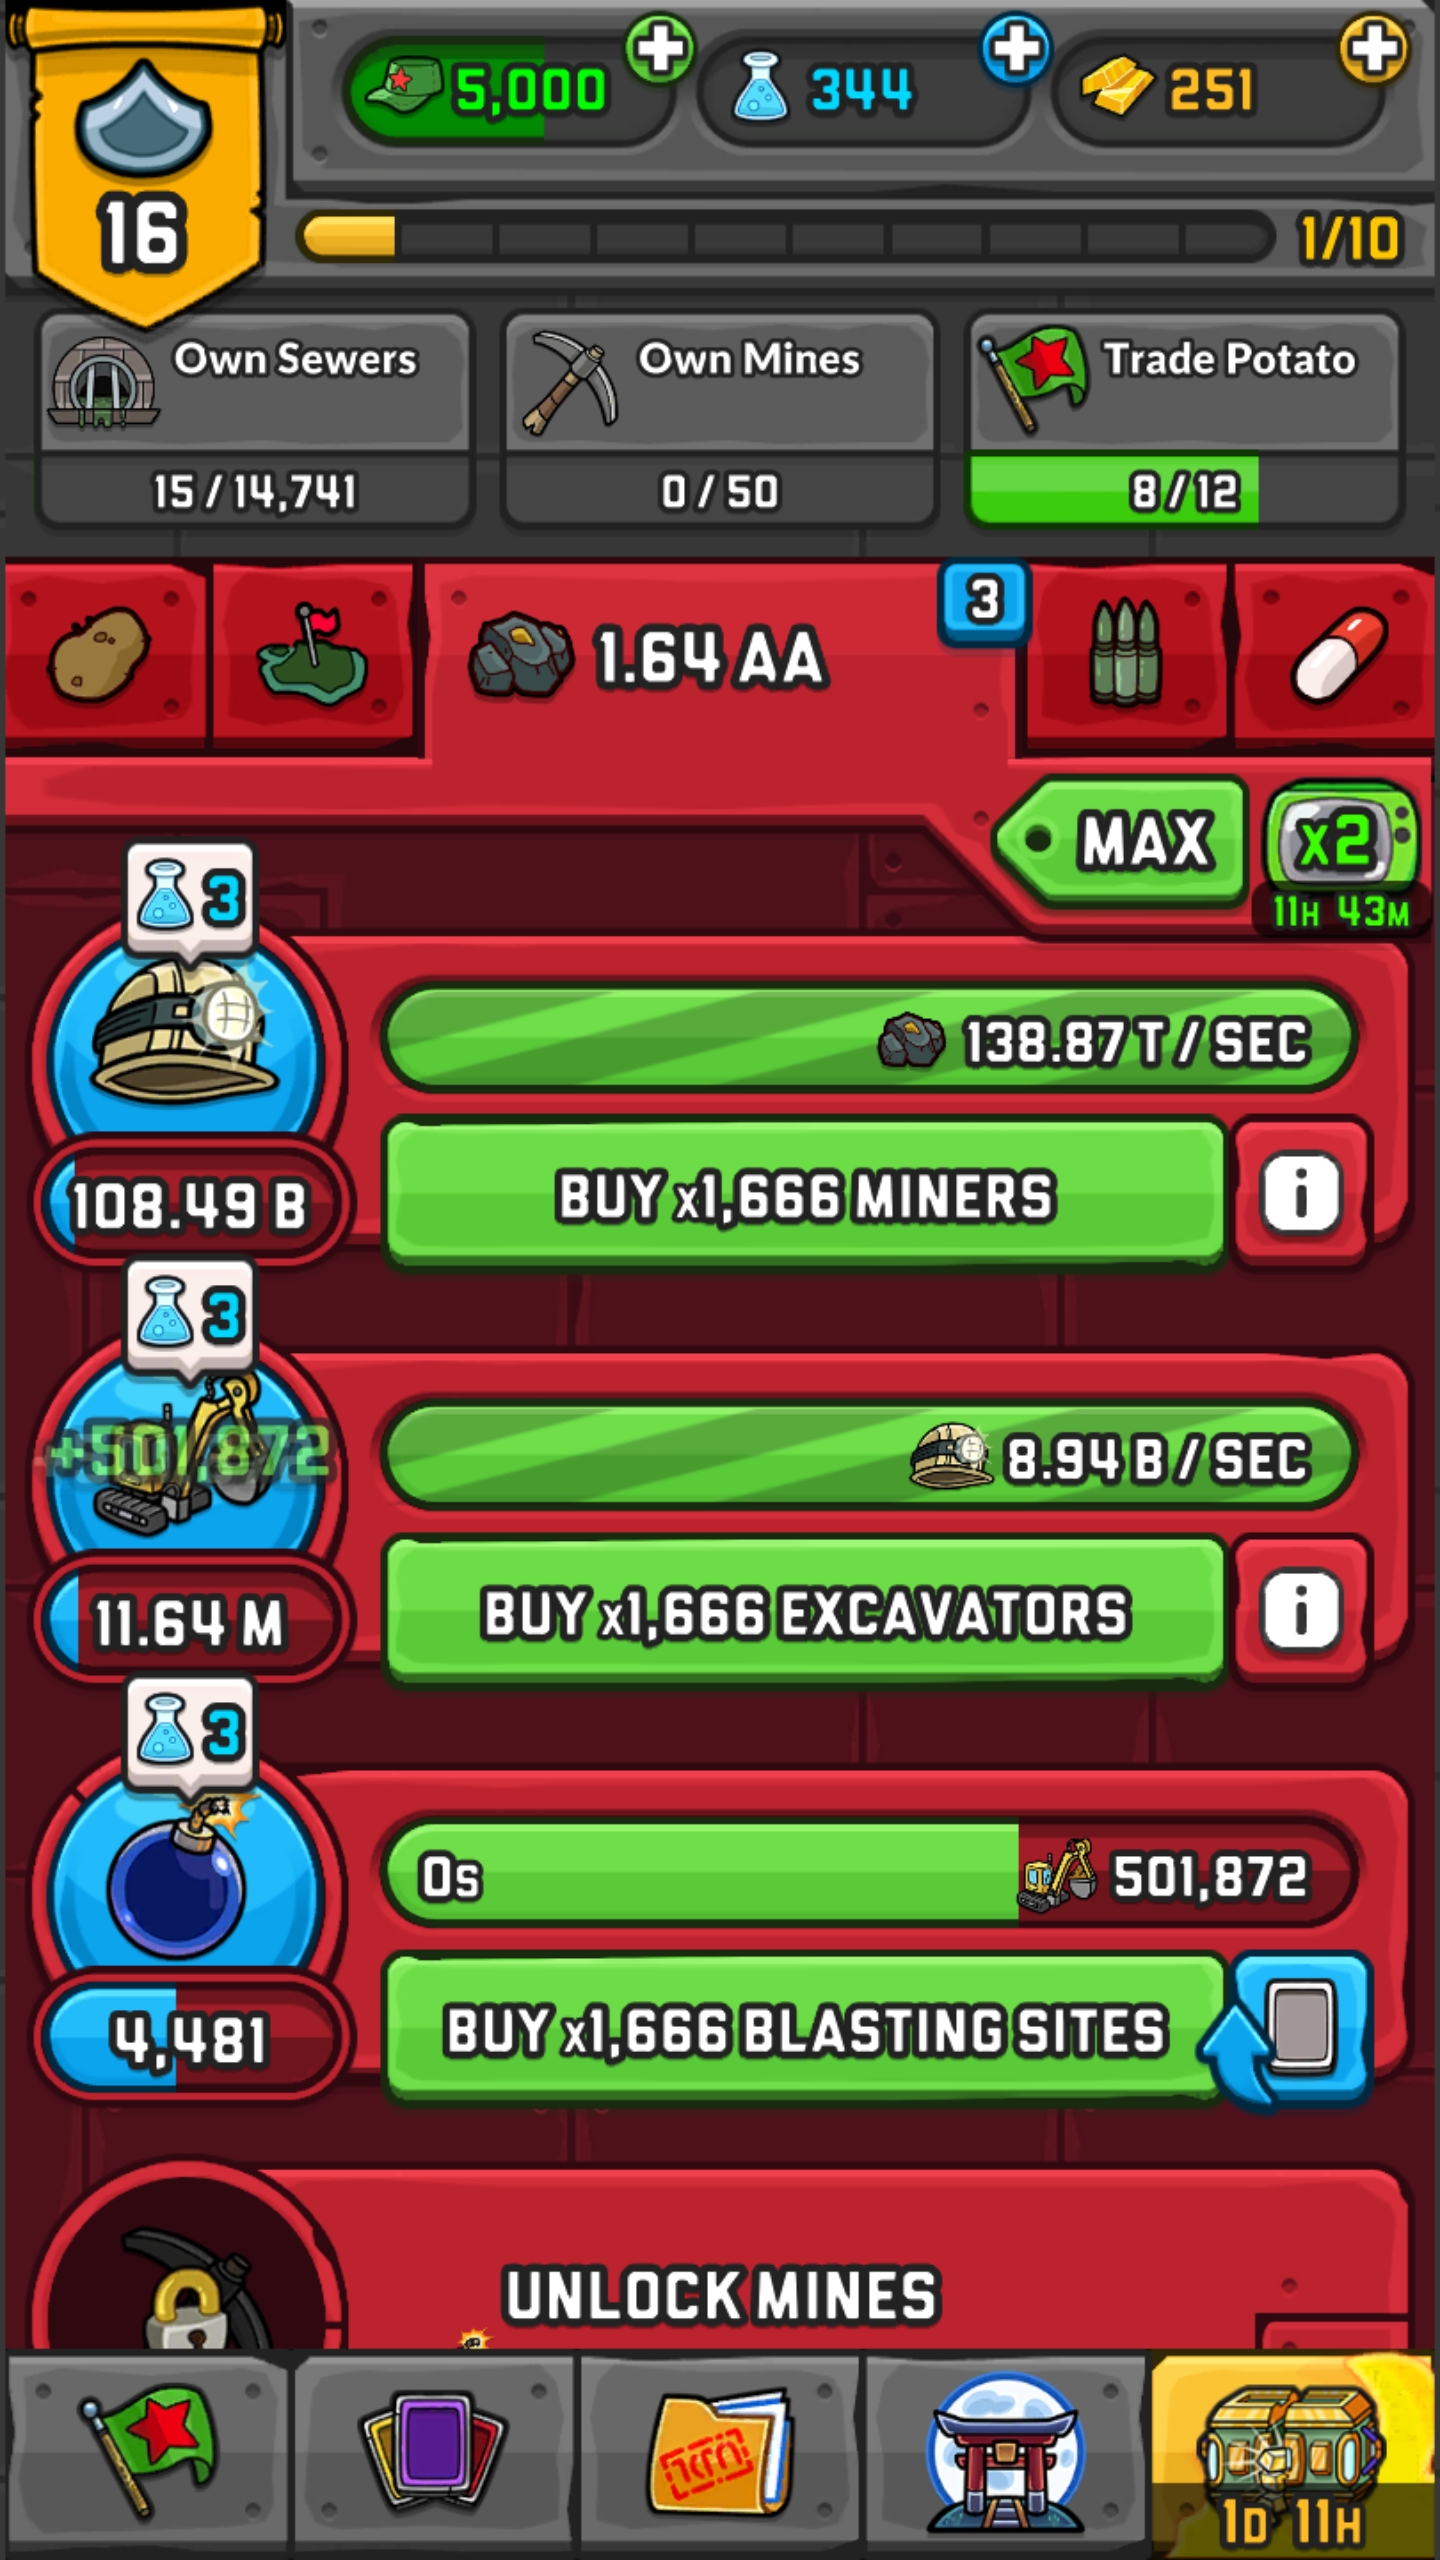 5,000
344
251
16
1/10
Own Sewers
Own Mines
Trade Potato
15 / 14,741
0 / 50
8 / 12
1.64 AA
3
MAX
x2
11H 43M
3
138.87 T / SEC
108.49 B
BUY x1,666 MINERS
i
3
+501,872
8.94 B / SEC
11.64 M
BUY x1,666 EXCAVATORS
i
3
0s
501,872
4,481
BUY x1,666 BLASTING SITES
UNLOCK MINES
1D 11H